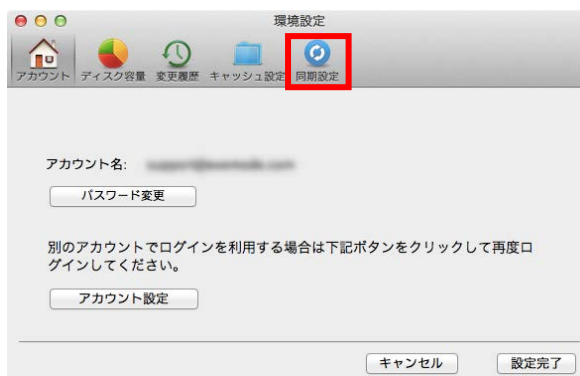 環境設定
アカウント ディスク容量 変更履歴 キャッシュ設定 同期設定
アカウント名:
パスワード変更
別のアカウントでログインを利用する場合は下記ボタンをクリックして再度ロ
グインしてください。
アカウント設定
キャンセル 設定完了